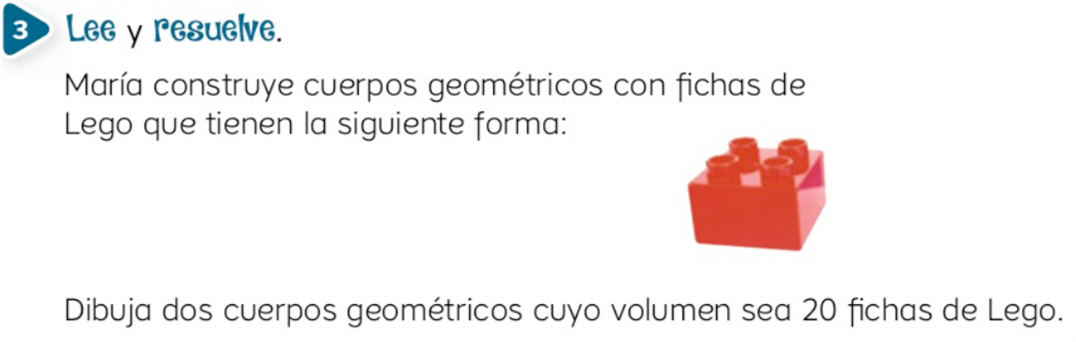 3 Lee y resuelve.
María construye cuerpos geométricos con fichas de
Lego que tienen la siguiente forma:
Dibuja dos cuerpos geométricos cuyo volumen sea 20 fichas de Lego.